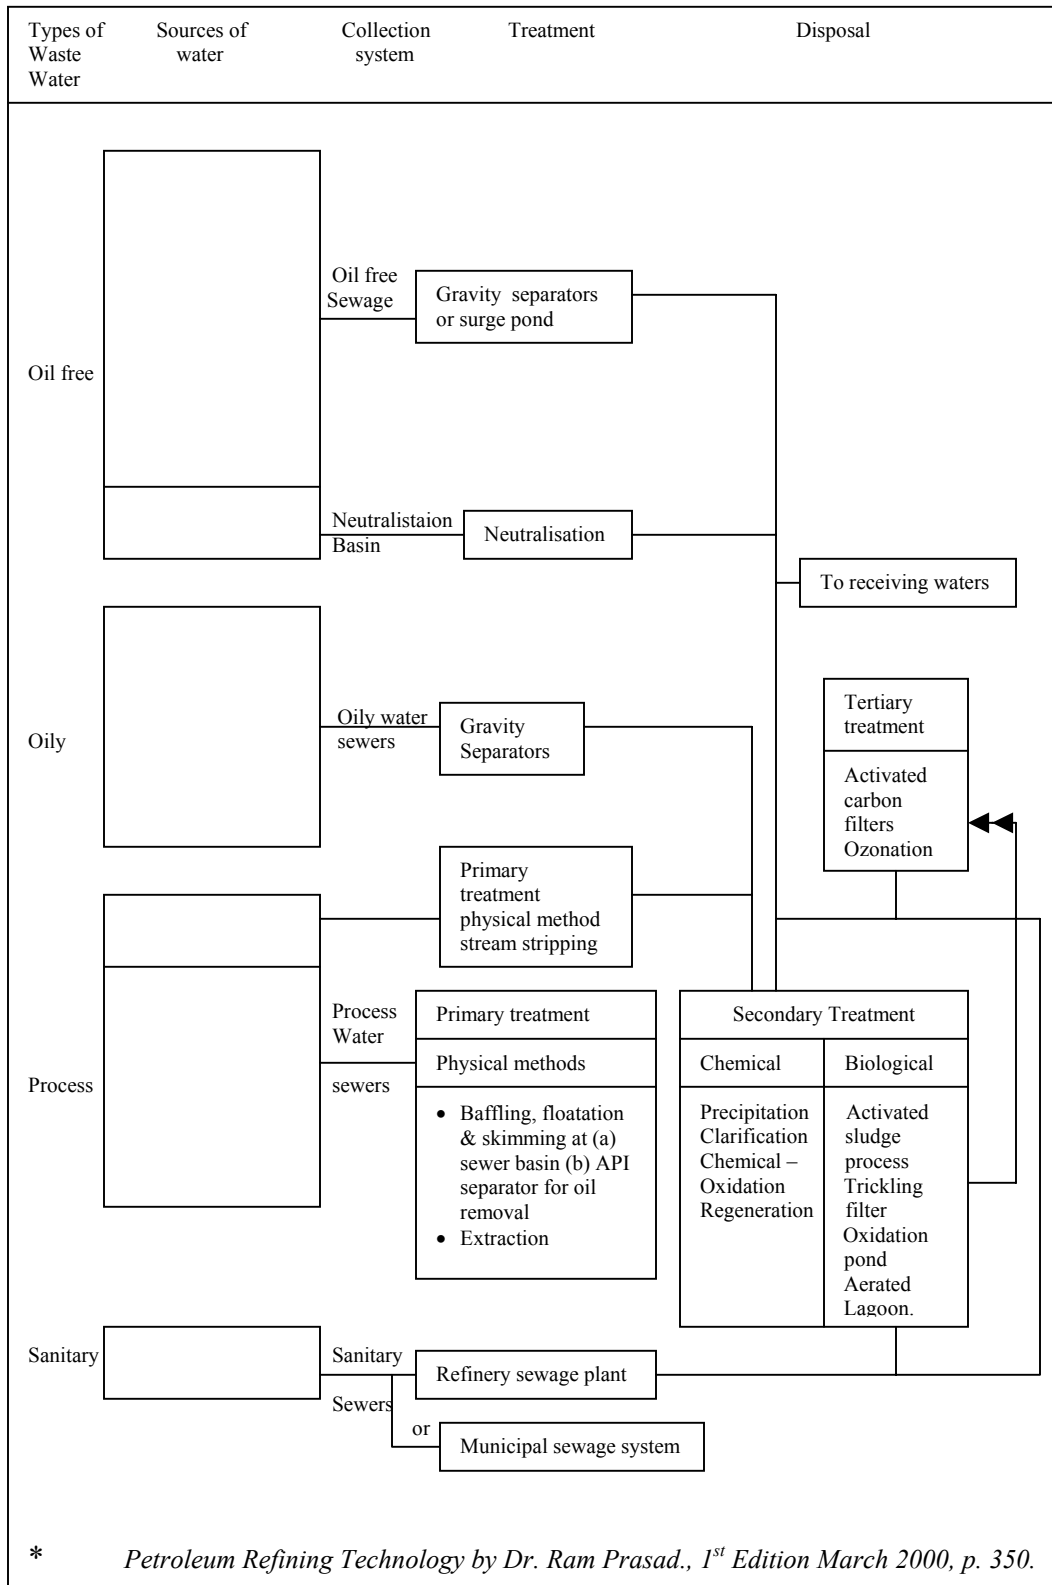 Types of
Waste
Water
Sources of
water
Collection
system
Treatment
Disposal
Oil free
Oil free
Sewage
Gravity separators
or surge pond
Neutralistaion
Basin
Neutralisation
To receiving waters
Oily
Oily water
sewers
Gravity
Separators
Tertiary
treatment
Activated
carbon
filters
Ozonation
Primary
treatment
physical method
stream stripping
Process
Process
Water
sewers
Primary treatment
Physical methods
• Baffling, floatation
& skimming at (a)
sewer basin (b) API
separator for oil
removal
• Extraction
Secondary Treatment
Chemical
Precipitation
Clarification
Chemical –
Oxidation
Regeneration
Biological
Activated
sludge
process
Trickling
filter
Oxidation
pond
Aerated
Lagoon.
Sanitary
Sanitary
Sewers
Refinery sewage plant
or
Municipal sewage system
* Petroleum Refining Technology by Dr. Ram Prasad., 1st Edition March 2000, p. 350.